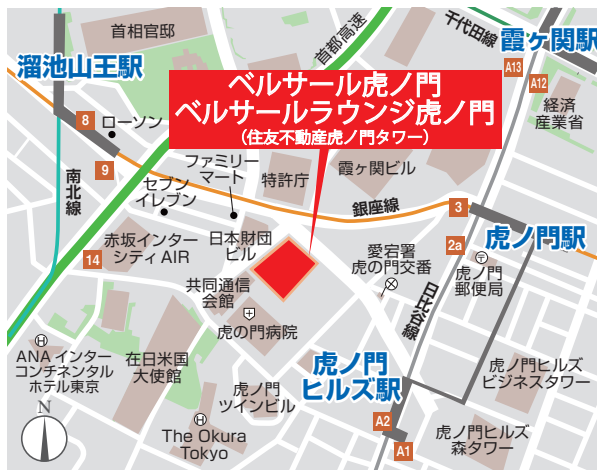 首相官邸
首都高速
千代田線
霞ヶ関駅
溜池山王駅
A13
A12
ベルサール虎ノ門
ベルサールラウンジ虎ノ門
(住友不動産虎ノ門タワー)
経済
産業省
8
ローソン
9
南北線
セブン
イレブン
ファミリー
マート
特許庁
霞ヶ関ビル
銀座線
3
虎ノ門駅
2a
虎ノ門
郵便局
赤坂インター
シティAIR
14
日本財団
ビル
愛宕署
虎の門交番
日比谷線
共同通信
会館
虎の門病院
H
ANAインター
コンチネンタル
ホテル東京
在日米国
大使館
虎ノ門
ヒルズ駅
虎ノ門ヒルズ
ビジネスタワー
虎ノ門
ツインビル
N
H
The Okura
Tokyo
A2
A1
虎ノ門ヒルズ
森タワー